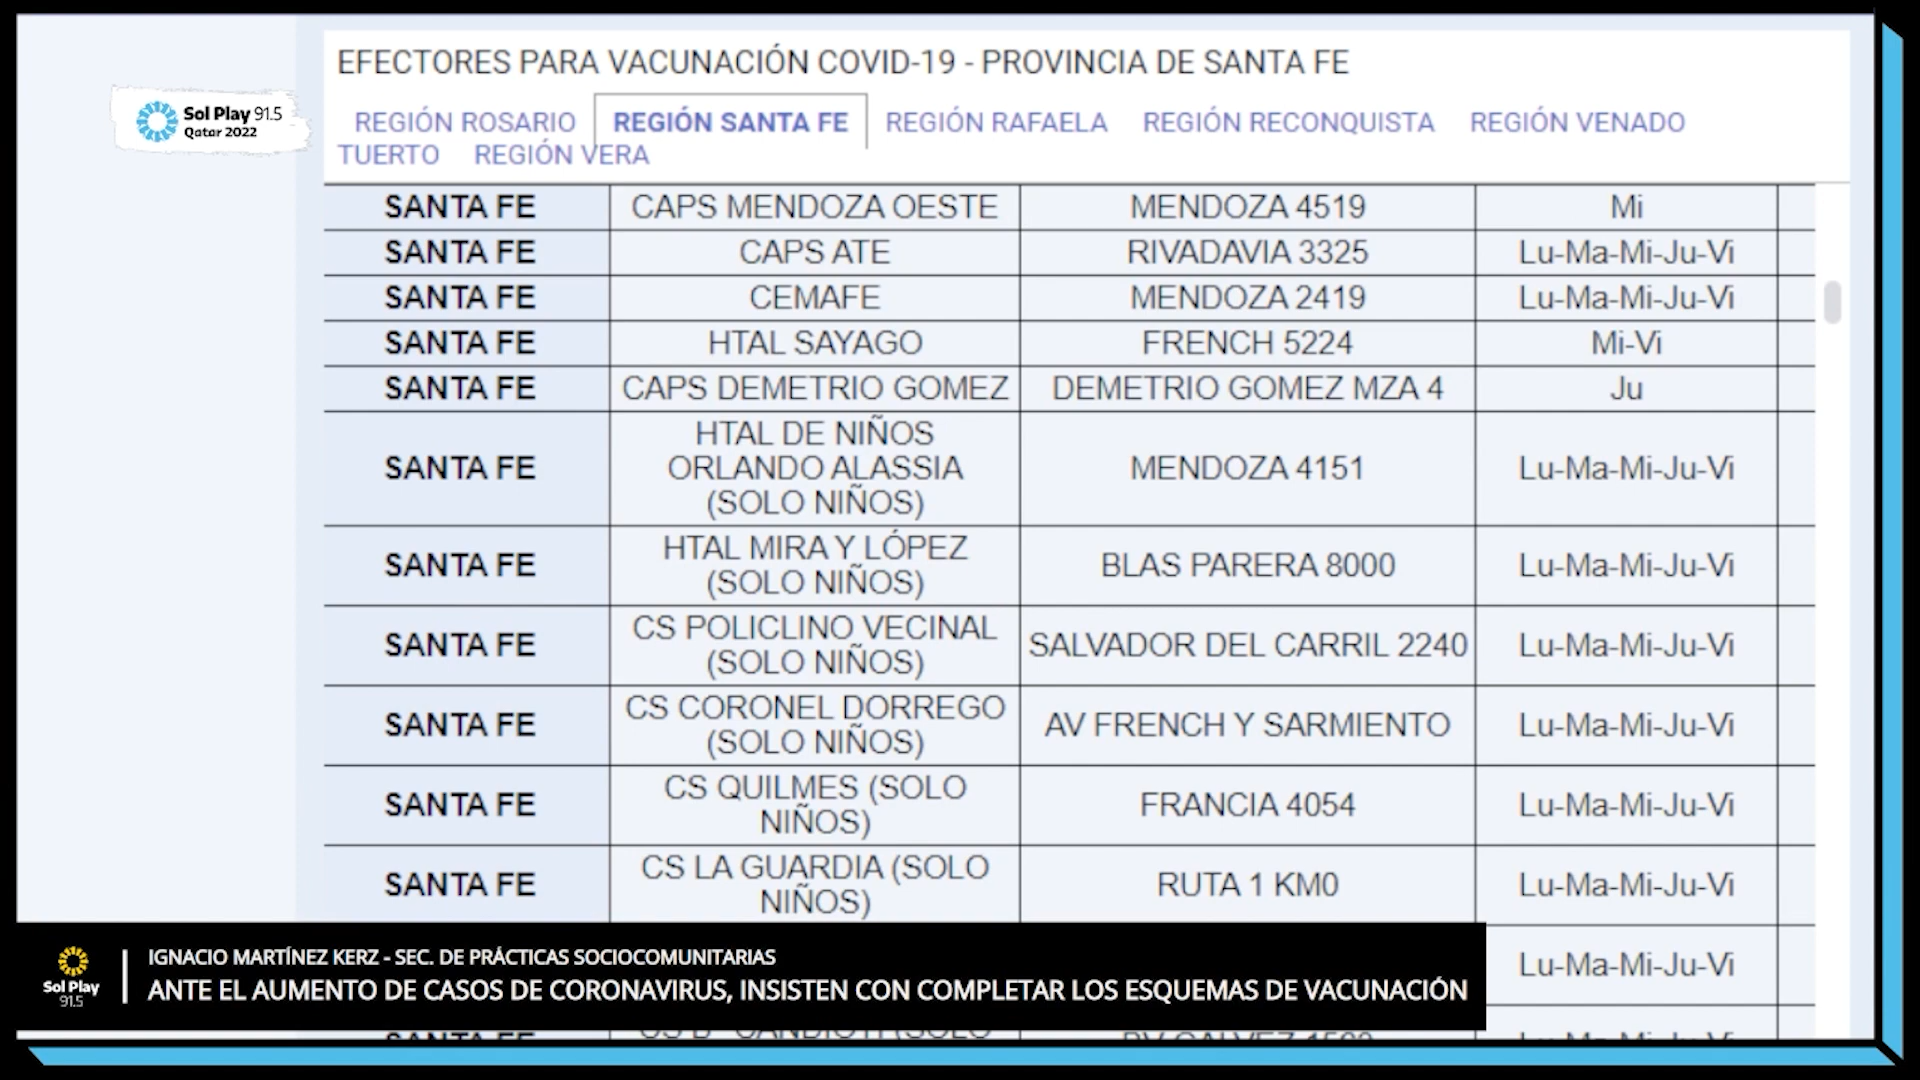 EFECTORES PARA VACUNACIÓN COVID-19 - PROVINCIA DE SANTA FE
Sol Play 91.5
Qatar 2022
REGIÓN ROSARIO REGIÓN SANTA FE REGIÓN RAFAELA REGIÓN RECONQUISTA REGIÓN VENADO
TUERTO REGIÓN VERA
SANTA FE CAPS MENDOZA OESTE MENDOZA 4519 Mi
SANTA FE CAPS ATE RIVADAVIA 3325 Lu-Ma-Mi-Ju-Vi
SANTA FE CEMAFE MENDOZA 2419 Lu-Ma-Mi-Ju-Vi
SANTA FE HTAL SAYAGO FRENCH 5224 Mi-Vi
SANTA FE CAPS DEMETRIO GOMEZ DEMETRIO GOMEZ MZA 4 Ju
HTAL DE NIÑOS
SANTA FE ORLANDO ALASSIA MENDOZA 4151 Lu-Ma-Mi-Ju-Vi
(SOLO NIÑOS)
HTAL MIRA Y LÓPEZ
SANTA FE BLAS PARERA 8000 Lu-Ma-Mi-Ju-Vi
(SOLO NIÑOS)
CS POLICLINO VECINAL
SANTA FE SALVADOR DEL CARRIL 2240 Lu-Ma-Mi-Ju-Vi
(SOLO NIÑOS)
CS CORONEL DORREGO
SANTA FE AV FRENCH Y SARMIENTO Lu-Ma-Mi-Ju-Vi
(SOLO NIÑOS)
CS QUILMES (SOLO
SANTA FE FRANCIA 4054 Lu-Ma-Mi-Ju-Vi
NIÑOS)
CS LA GUARDIA (SOLO
SANTA FE RUTA 1 KM0 Lu-Ma-Mi-Ju-Vi
NIÑOS)
Lu-Ma-Mi-Ju-Vi
Sol Play
91.5
IGNACIO MARTÍNEZ KERZ - SEC. DE PRÁCTICAS SOCIOCOMUNITARIAS
ANTE EL AUMENTO DE CASOS DE CORONAVIRUS, INSISTEN CON COMPLETAR LOS ESQUEMAS DE VACUNACIÓN
SANTA FE